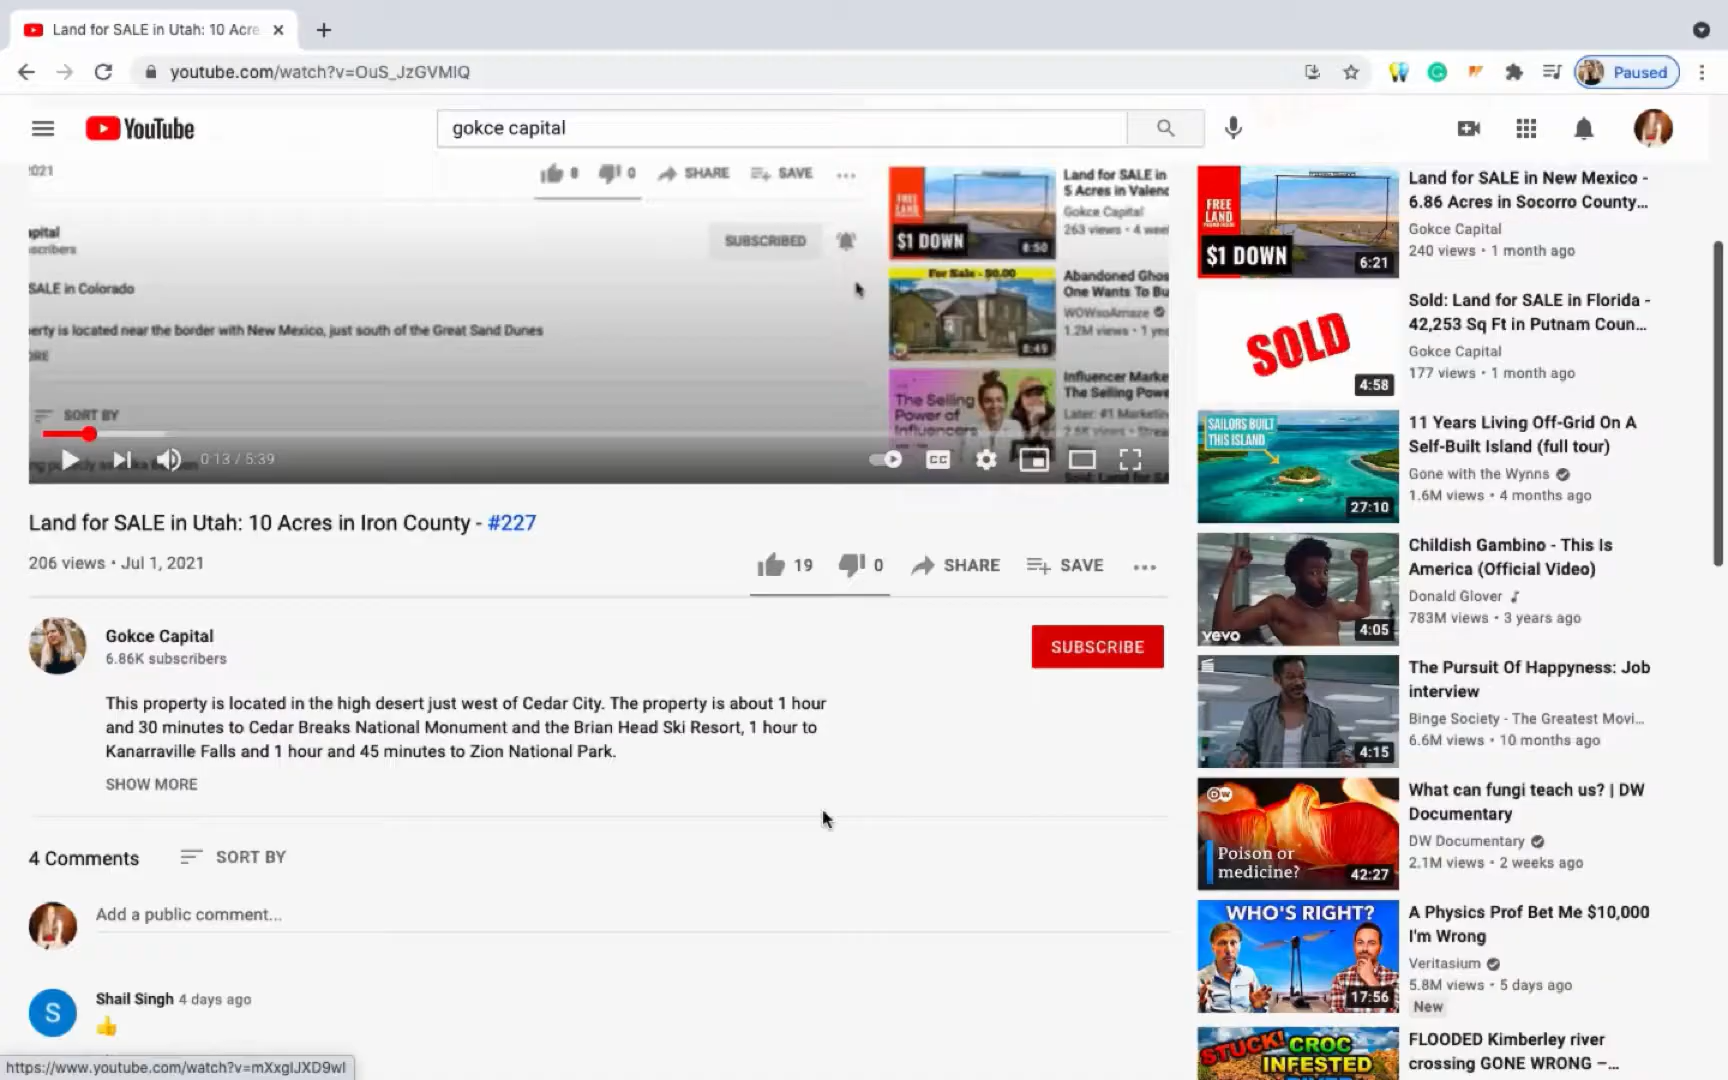 Land for SALE in Utah: 10 Acre
youtube.com/watch?v=OuS_JzGVMlQ
Paused
YouTube
gokce capital
2021
8
0
SHARE
SAVE
apital
SUBSCRIBED
SALE in Colorado
erty is located near the border with New Mexico, just south of the Great Sand Dunes
ORE
SORT BY
0:13 / 5:39
CC
FREE
LAND
$1 DOWN
8:50
Land for SALE in
5 Acres in Valenc
Gokce Capital
263 views • 4 wee
For Sale - $0.00
8:49
Abandoned Ghos
One Wants To Bu
WOWsoAmaze
1.2M views • 1 ye
The Selling
Power of
Influencers
Influencer Marke
The Selling Powe
Later: #1 Marketin
Land for SALE in Utah: 10 Acres in Iron County - #227
206 views • Jul 1, 2021
19
0
SHARE
SAVE
Gokce Capital
6.86K subscribers
SUBSCRIBE
This property is located in the high desert just west of Cedar City. The property is about 1 hour
and 30 minutes to Cedar Breaks National Monument and the Brian Head Ski Resort, 1 hour to
Kanarraville Falls and 1 hour and 45 minutes to Zion National Park.
SHOW MORE
4 Comments
SORT BY
Add a public comment...
S
Shail Singh 4 days ago
https://www.youtube.com/watch?v=mXxglJXD9wI
FREE
LAND
$1 DOWN
6:21
Land for SALE in New Mexico -
6.86 Acres in Socorro County...
Gokce Capital
240 views • 1 month ago
SOLD
4:58
Sold: Land for SALE in Florida -
42,253 Sq Ft in Putnam Coun...
Gokce Capital
177 views • 1 month ago
SAILORS BUILT
THIS ISLAND
27:10
11 Years Living Off-Grid On A
Self-Built Island (full tour)
Gone with the Wynns
1.6M views • 4 months ago
vevo
4:05
Childish Gambino - This Is
America (Official Video)
Donald Glover
783M views • 3 years ago
4:15
The Pursuit Of Happyness: Job
interview
Binge Society - The Greatest Movi...
6.6M views • 10 months ago
DW
Poison or
medicine?
42:27
What can fungi teach us? | DW
Documentary
DW Documentary
2.1M views • 2 weeks ago
WHO'S RIGHT?
17:56
A Physics Prof Bet Me $10,000
I'm Wrong
Veritasium
5.8M views • 5 days ago
New
STUCK! CROC
INFESTED
FLOODED Kimberley river
crossing GONE WRONG –...